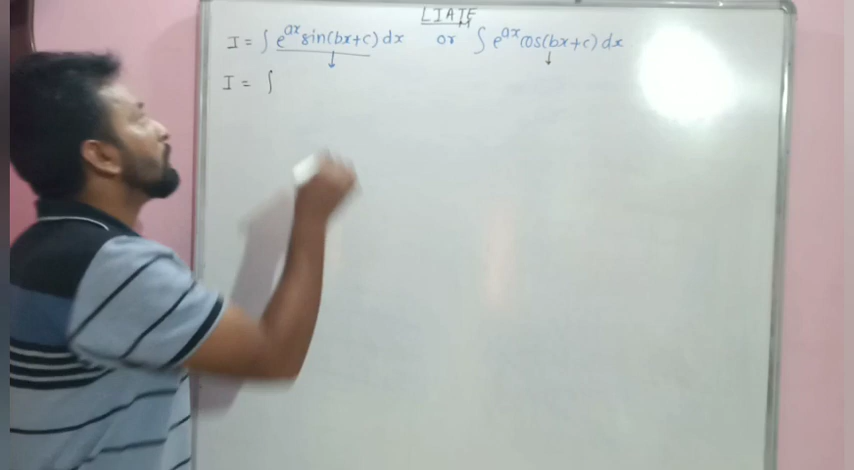 LIATE
I = ∫ e^{ax} sin(bx+c) dx or ∫ e^{ax} cos(bx+c) dx
I = ∫